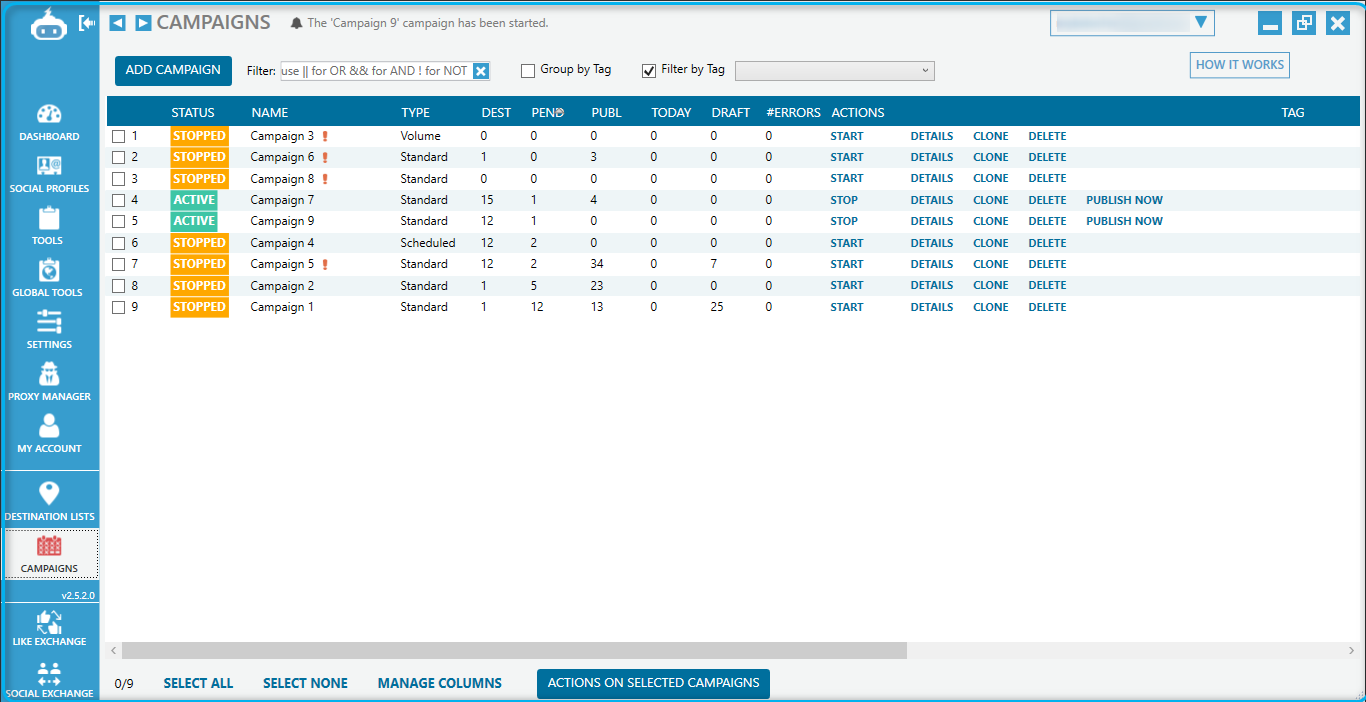 CAMPAIGNS The 'Campaign 9' campaign has been started.
ADD CAMPAIGN Filter: use || for OR && for AND ! for NOT Group by Tag Filter by Tag HOW IT WORKS
STATUS NAME TYPE DEST PEND PUBL TODAY DRAFT #ERRORS ACTIONS TAG
1 STOPPED Campaign 3 Volume 0 0 0 0 0 0 START DETAILS CLONE DELETE
2 STOPPED Campaign 6 Standard 1 0 3 0 0 0 START DETAILS CLONE DELETE
3 STOPPED Campaign 8 Standard 0 0 0 0 0 0 START DETAILS CLONE DELETE
4 ACTIVE Campaign 7 Standard 15 1 4 0 0 0 STOP DETAILS CLONE DELETE PUBLISH NOW
5 ACTIVE Campaign 9 Standard 12 1 0 0 0 0 STOP DETAILS CLONE DELETE PUBLISH NOW
6 STOPPED Campaign 4 Scheduled 12 2 0 0 0 0 START DETAILS CLONE DELETE
7 STOPPED Campaign 5 Standard 12 2 34 0 7 0 START DETAILS CLONE DELETE
8 STOPPED Campaign 2 Standard 1 5 23 0 0 0 START DETAILS CLONE DELETE
9 STOPPED Campaign 1 Standard 1 12 13 0 25 0 START DETAILS CLONE DELETE
DASHBOARD
SOCIAL PROFILES
TOOLS
GLOBAL TOOLS
SETTINGS
PROXY MANAGER
MY ACCOUNT
DESTINATION LISTS
CAMPAIGNS
v2.5.2.0
LIKE EXCHANGE
SOCIAL EXCHANGE
0/9 SELECT ALL SELECT NONE MANAGE COLUMNS ACTIONS ON SELECTED CAMPAIGNS